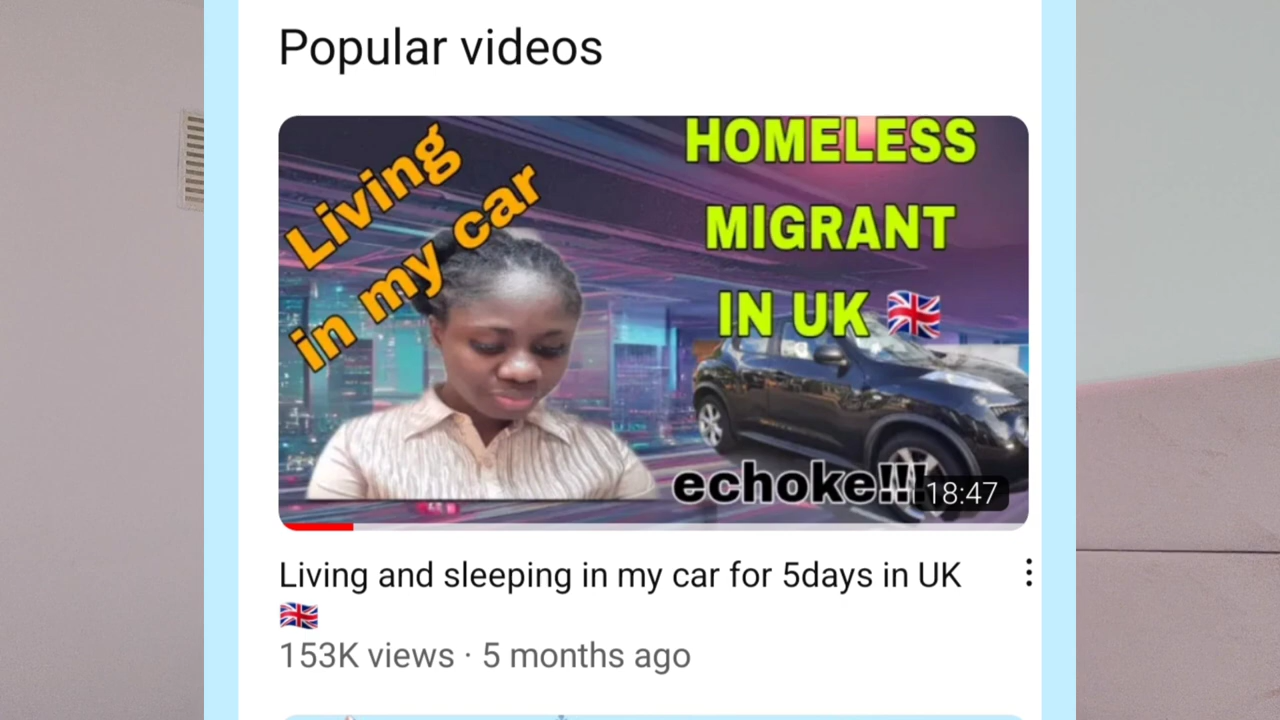 Popular videos
Living
in my car
HOMELESS
MIGRANT
IN UK 🇬🇧
echoke!!!
18:47
Living and sleeping in my car for 5days in UK
🇬🇧
153K views · 5 months ago